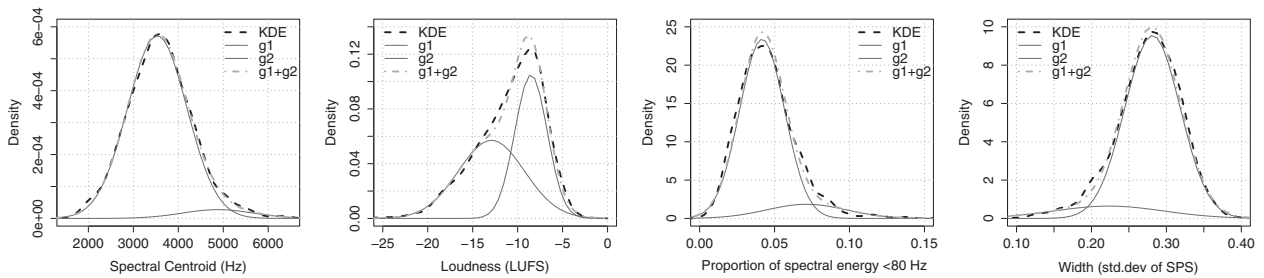 KDE
g1
g2
g1+g2
Density
0e+00 2e−04 4e−04 6e−04
2000 3000 4000 5000 6000
Spectral Centroid (Hz)
KDE
g1
g2
g1+g2
Density
0.00 0.04 0.08 0.12
−25 −20 −15 −10 −5 0
Loudness (LUFS)
KDE
g1
g2
g1+g2
Density
0 5 10 15 20 25
0.00 0.05 0.10 0.15
Proportion of spectral energy <80 Hz
KDE
g1
g2
g1+g2
Density
0 2 4 6 8 10
0.10 0.20 0.30 0.40
Width (std.dev of SPS)